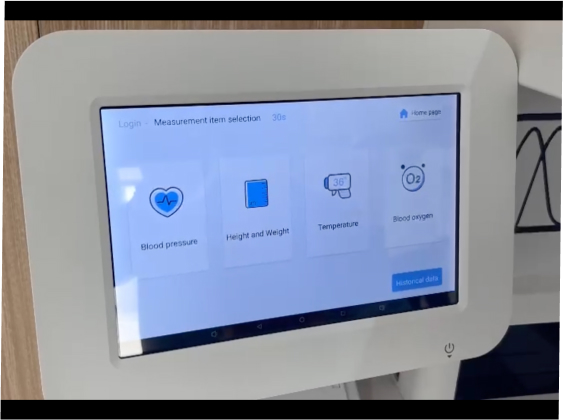 Login Measurement item selection 30s
Home page
Blood pressure
Height and Weight
36°
Temperature
O2
Blood oxygen
Historical data